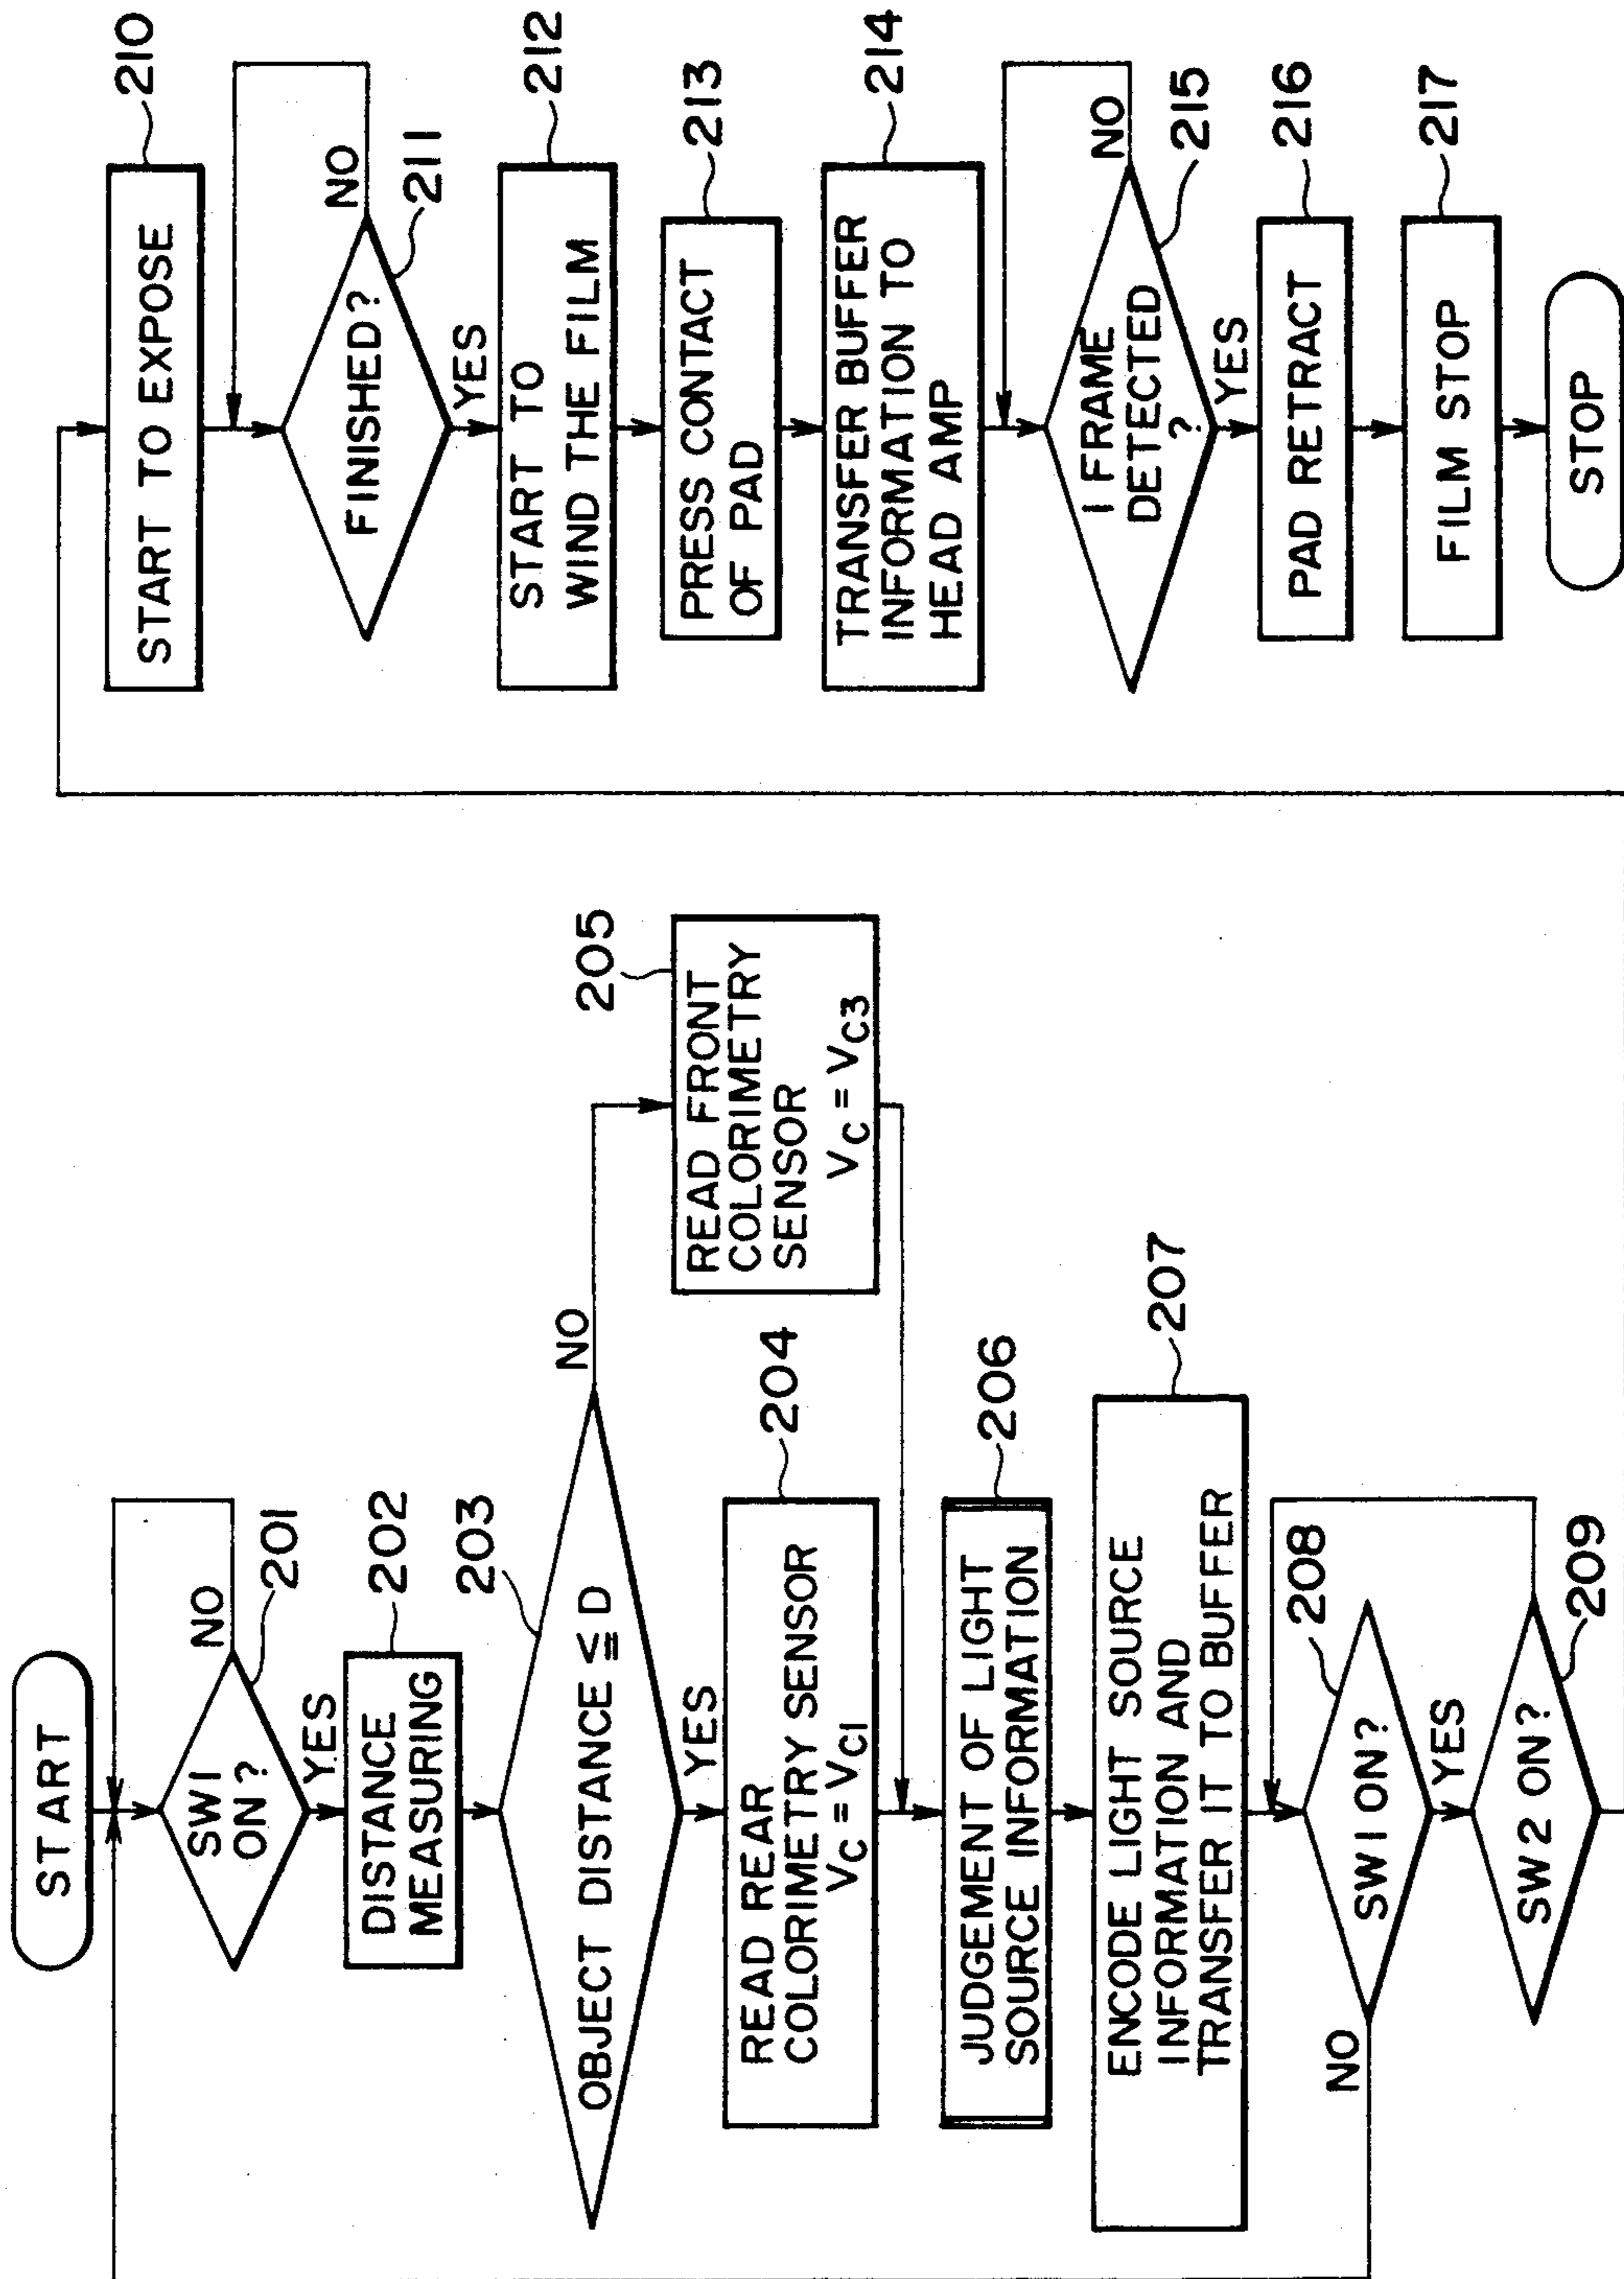 START
SW1
ON?
NO
201
YES
DISTANCE
MEASURING
202
OBJECT DISTANCE ≦ D
203
NO
YES
READ REAR
COLORIMETRY SENSOR
VC = VC1
204
READ FRONT
COLORIMETRY
SENSOR
VC = VC3
205
JUDGEMENT OF LIGHT
SOURCE INFORMATION
206
ENCODE LIGHT SOURCE
INFORMATION AND
TRANSFER IT TO BUFFER
207
SW1 ON?
208
NO
YES
SW2 ON?
209
START TO EXPOSE
210
FINISHED?
NO
211
YES
START TO
WIND THE FILM
212
PRESS CONTACT
OF PAD
213
TRANSFER BUFFER
INFORMATION TO
HEAD AMP
214
1 FRAME
DETECTED
?
NO
215
YES
PAD RETRACT
216
FILM STOP
217
STOP